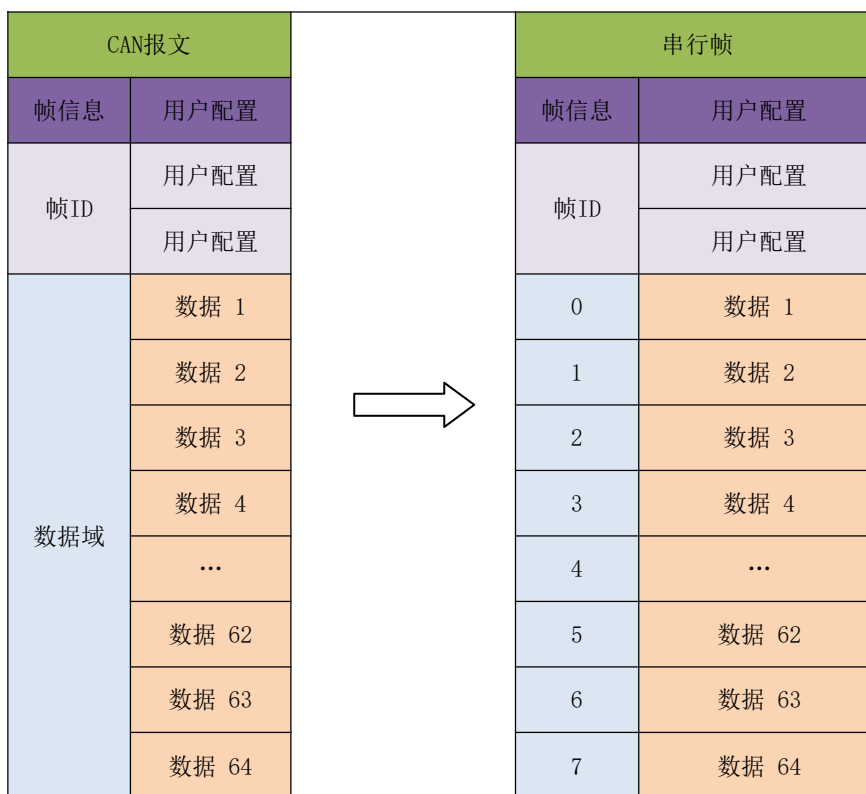 CAN报文 串行帧
帧信息 用户配置 帧信息 用户配置
帧ID 用户配置 帧ID 用户配置
用户配置 用户配置
数据域 数据 1 0 数据 1
数据 2 1 数据 2
数据 3 2 数据 3
数据 4 3 数据 4
… 4 …
数据 62 5 数据 62
数据 63 6 数据 63
数据 64 7 数据 64